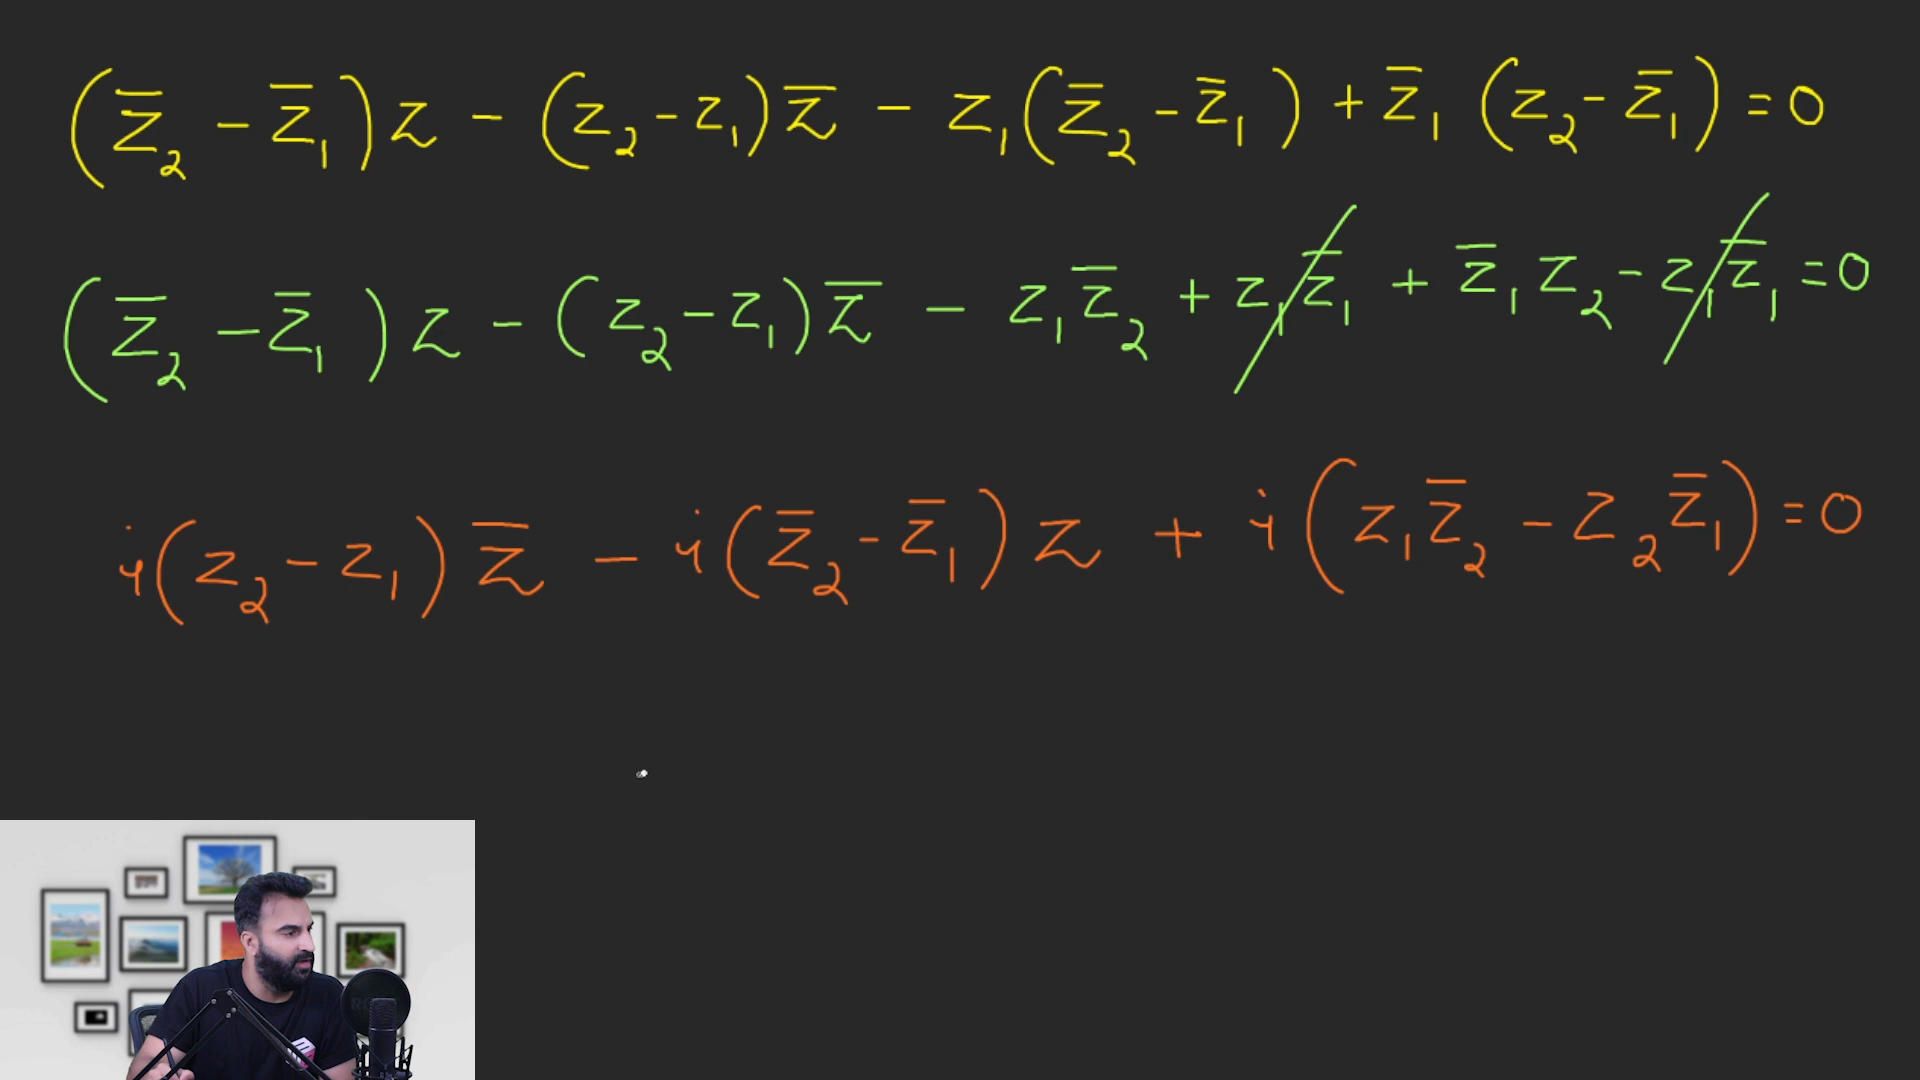 (z̅₂ − z̅₁)z − (z₂ − z₁)z̅ − z₁(z̅₂ − z̅₁) + z̅₁(z₂ − z̅₁) = 0
(z̅₂ − z̅₁)z − (z₂ − z₁)z̅ − z₁z̅₂ + z₁z̅₁ + z̅₁z₂ − z₁z̅₁ = 0
i(z₂ − z₁)z̅ − i(z̅₂ − z̅₁)z + i(z₁z̅₂ − z₂z̅₁) = 0